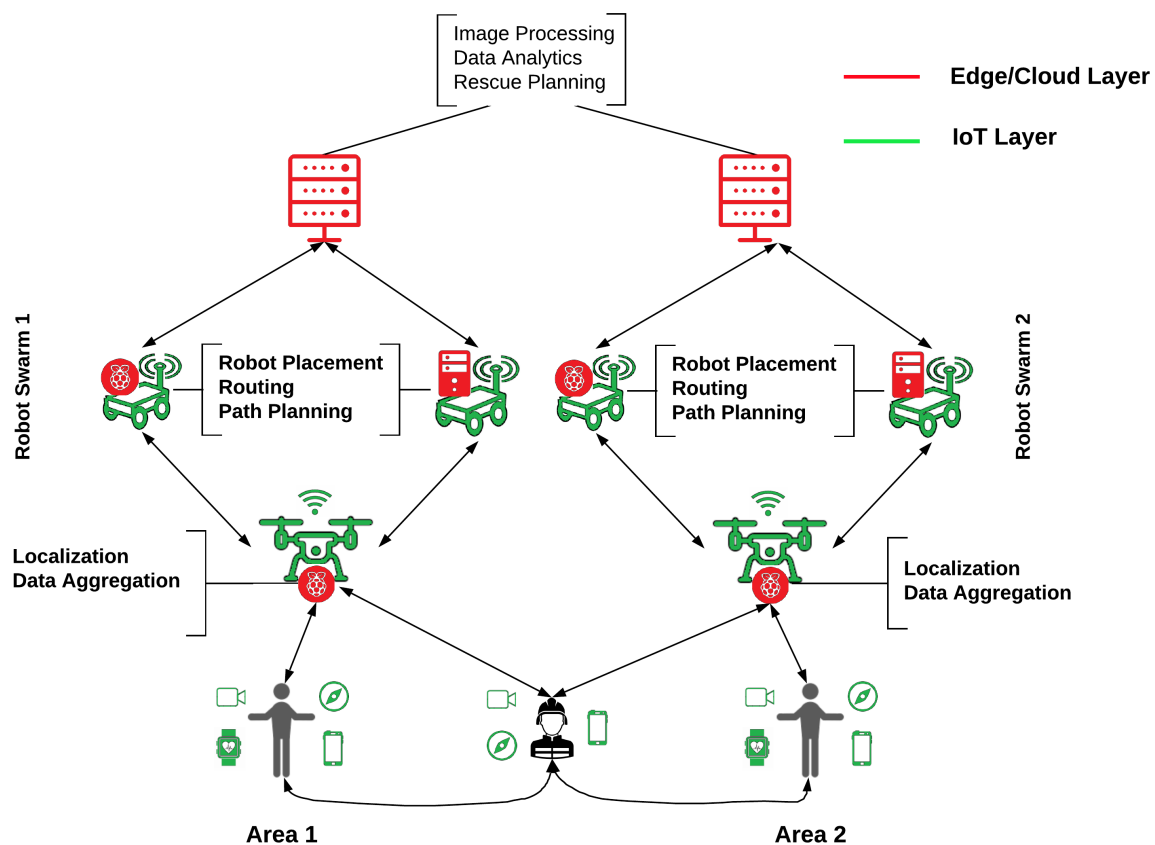 Image Processing
Data Analytics
Rescue Planning
Edge/Cloud Layer
IoT Layer
Robot Swarm 1
Robot Placement
Routing
Path Planning
Robot Placement
Routing
Path Planning
Robot Swarm 2
Localization
Data Aggregation
Localization
Data Aggregation
Area 1
Area 2